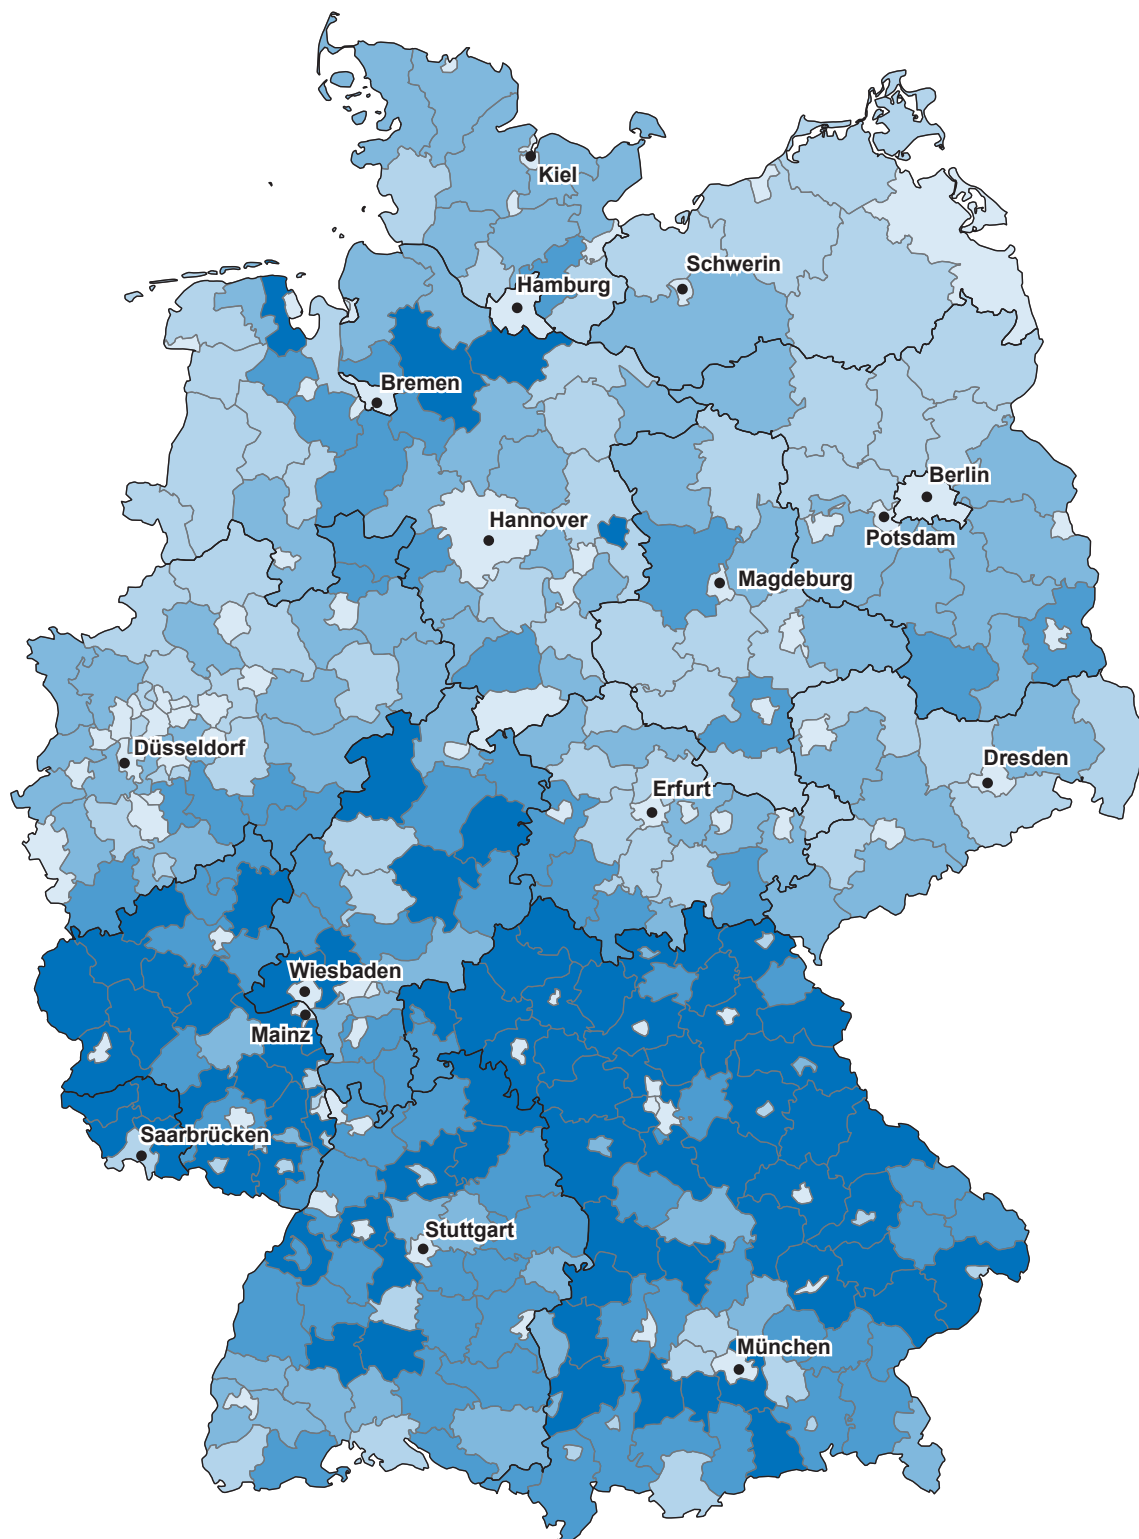 Kiel
Schwerin
Hamburg
Bremen
Berlin
Hannover
Potsdam
Magdeburg
Düsseldorf
Dresden
Erfurt
Wiesbaden
Mainz
Saarbrücken
Stuttgart
München